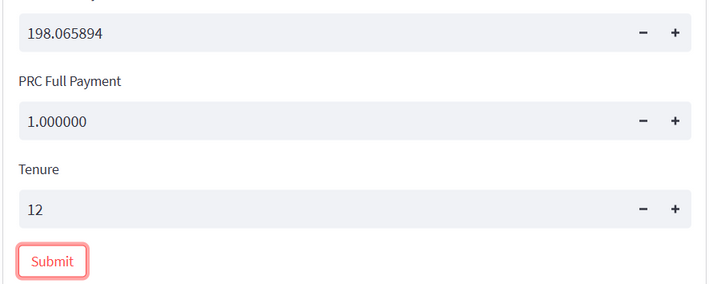 198.065894
PRC Full Payment
1.000000
Tenure
12
Submit